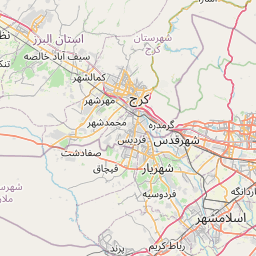 استان البرز
شهرستان
کرج
سیف آباد خالصه
کمالشهر
مهرشهر
کرج
محمدشهر
گرمدره
فردیس
شهرقدس
صفادشت
قبچاق
شهریار
فردوسیه
اسلامشهر
پرند
رباط کریم